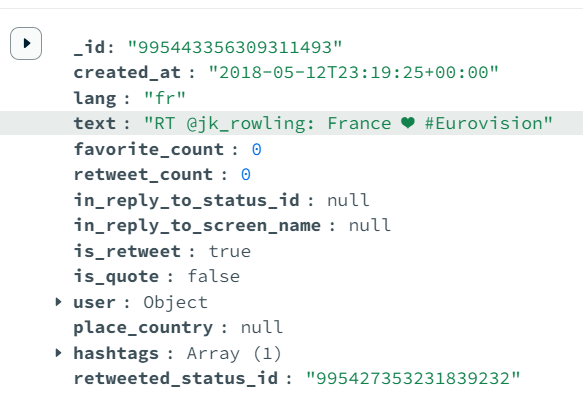 _id: "995443356309311493"
created_at : "2018-05-12T23:19:25+00:00"
lang : "fr"
text : "RT @jk_rowling: France ❤ #Eurovision"
favorite_count : 0
retweet_count : 0
in_reply_to_status_id : null
in_reply_to_screen_name : null
is_retweet : true
is_quote : false
user : Object
place_country : null
hashtags : Array (1)
retweeted_status_id : "995427353231839232"